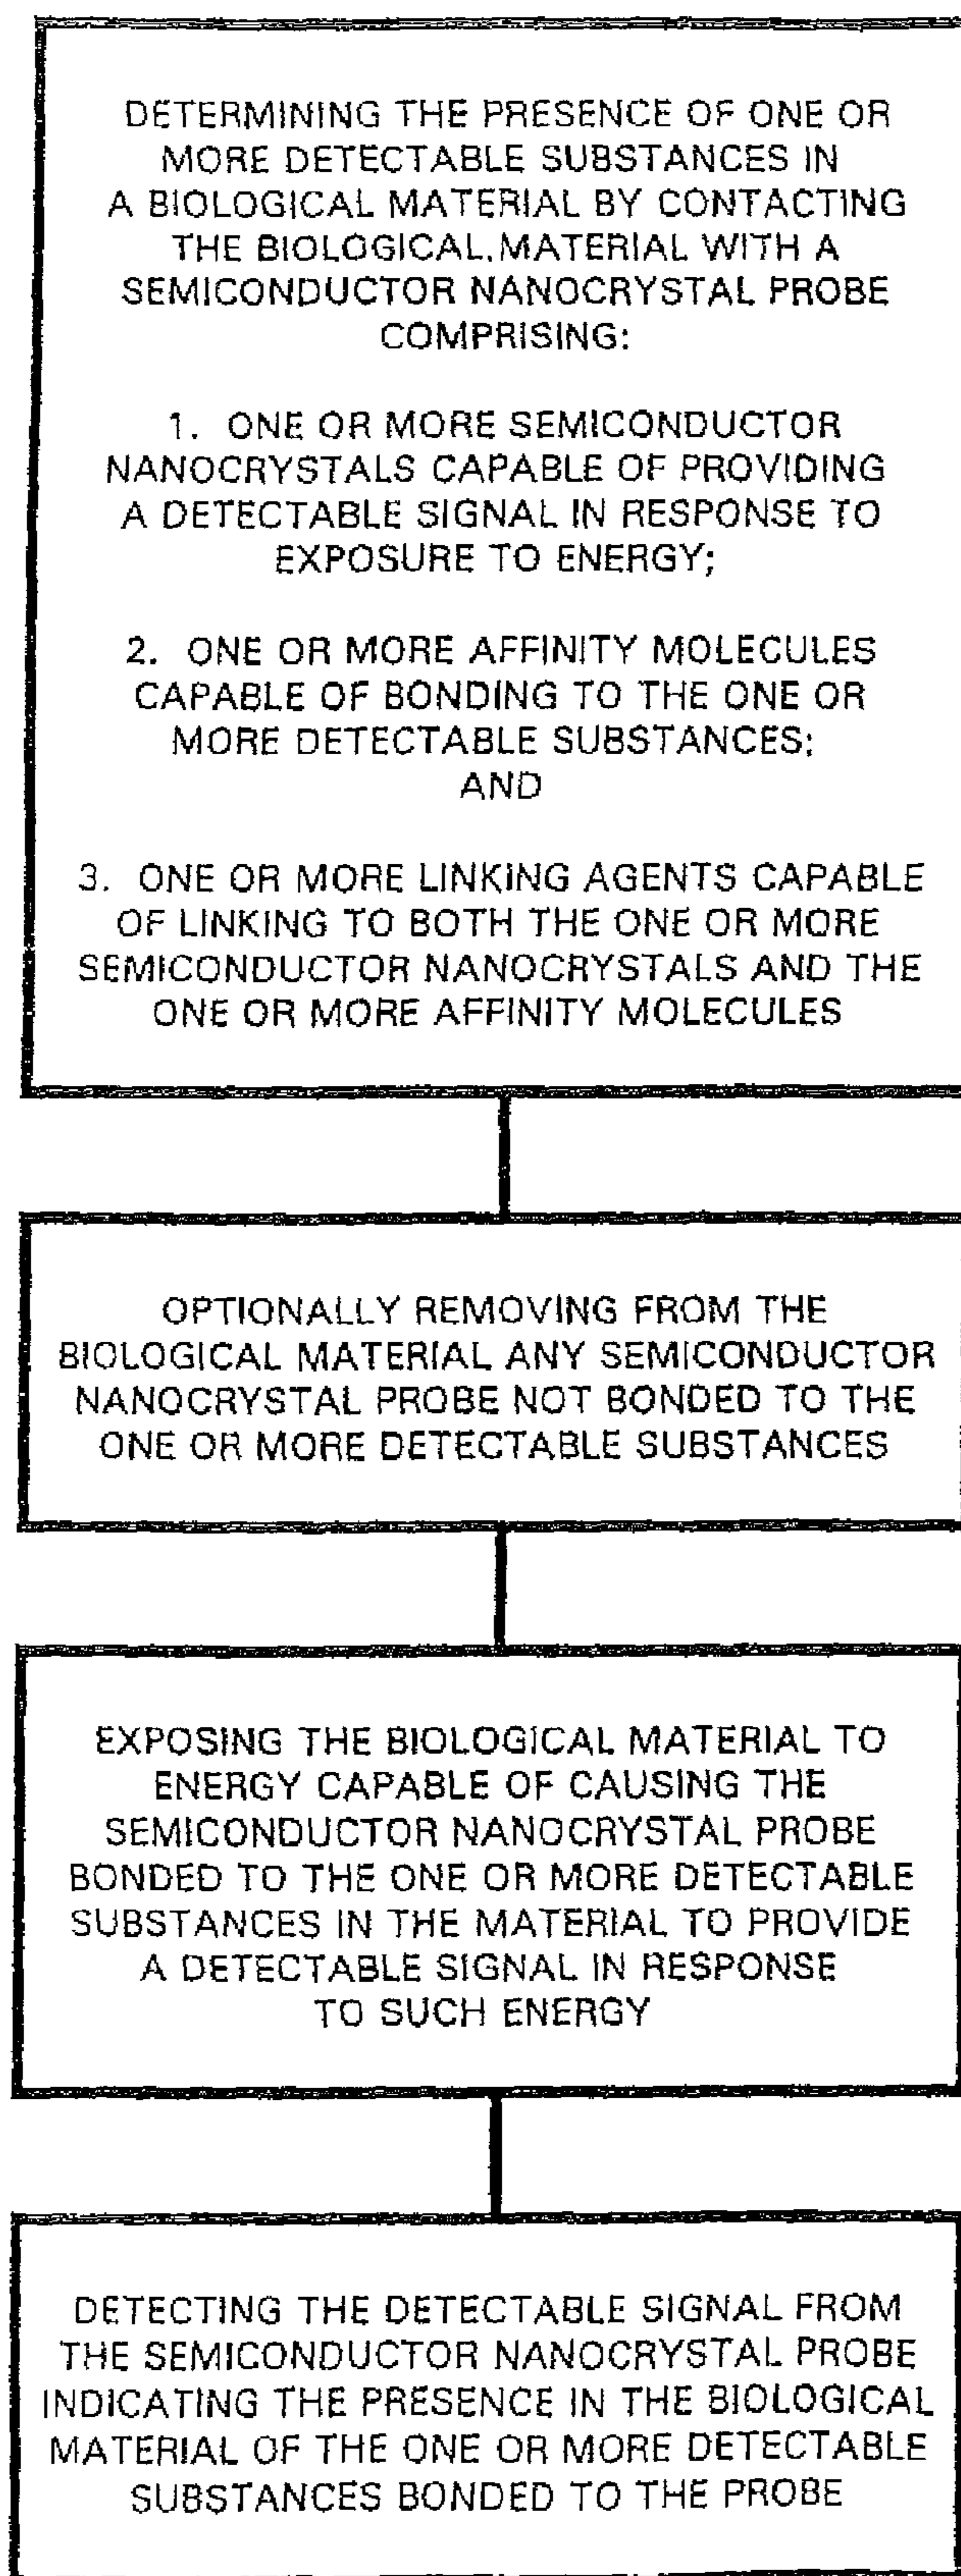 DETERMINING THE PRESENCE OF ONE OR
MORE DETECTABLE SUBSTANCES IN
A BIOLOGICAL MATERIAL BY CONTACTING
THE BIOLOGICAL.MATERIAL WITH A
SEMICONDUCTOR NANOCRYSTAL PROBE
COMPRISING:
1. ONE OR MORE SEMICONDUCTOR
NANOCRYSTALS CAPABLE OF PROVIDING
A DETECTABLE SIGNAL IN RESPONSE TO
EXPOSURE TO ENERGY;
2. ONE OR MORE AFFINITY MOLECULES
CAPABLE OF BONDING TO THE ONE OR
MORE DETECTABLE SUBSTANCES;
AND
3. ONE OR MORE LINKING AGENTS CAPABLE
OF LINKING TO BOTH THE ONE OR MORE
SEMICONDUCTOR NANOCRYSTALS AND THE
ONE OR MORE AFFINITY MOLECULES
OPTIONALLY REMOVING FROM THE
BIOLOGICAL MATERIAL ANY SEMICONDUCTOR
NANOCRYSTAL PROBE NOT BONDED TO THE
ONE OR MORE DETECTABLE SUBSTANCES
EXPOSING THE BIOLOGICAL MATERIAL TO
ENERGY CAPABLE OF CAUSING THE
SEMICONDUCTOR NANOCRYSTAL PROBE
BONDED TO THE ONE OR MORE DETECTABLE
SUBSTANCES IN THE MATERIAL TO PROVIDE
A DETECTABLE SIGNAL IN RESPONSE
TO SUCH ENERGY
DETECTING THE DETECTABLE SIGNAL FROM
THE SEMICONDUCTOR NANOCRYSTAL PROBE
INDICATING THE PRESENCE IN THE BIOLOGICAL
MATERIAL OF THE ONE OR MORE DETECTABLE
SUBSTANCES BONDED TO THE PROBE